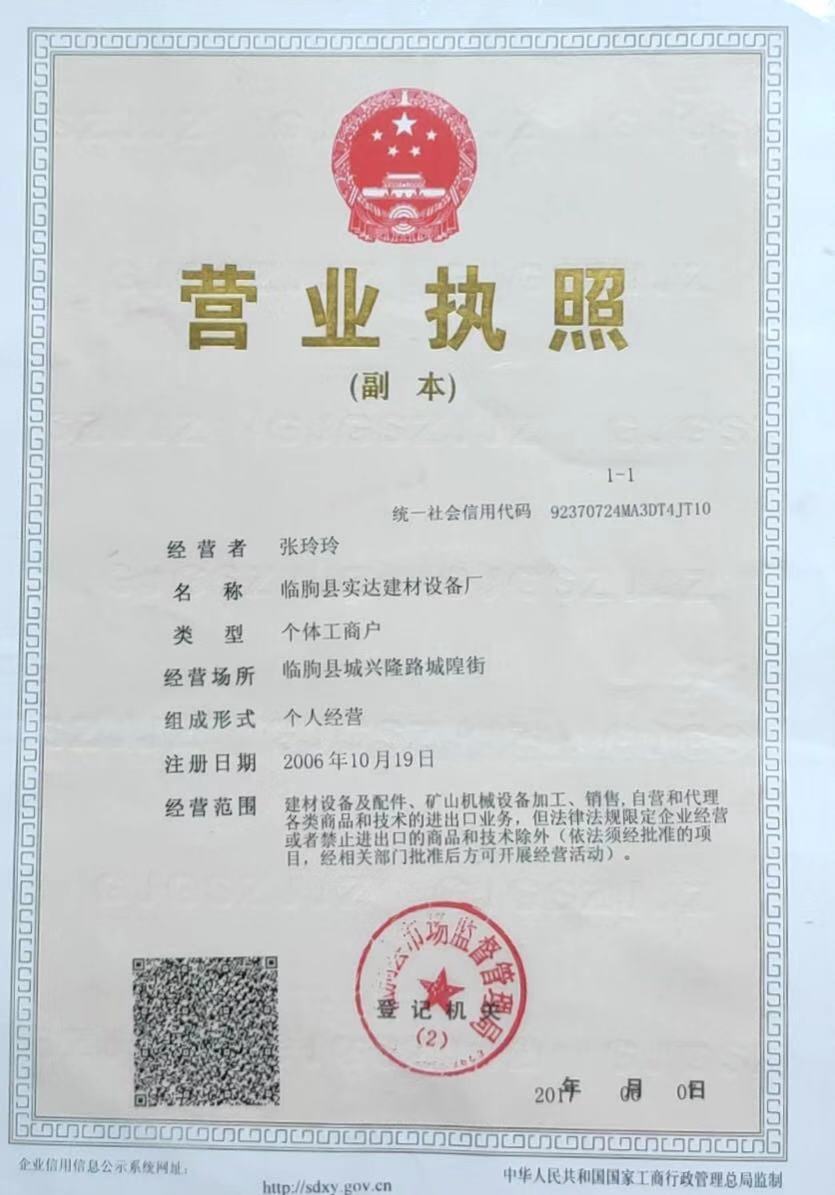 营业执照
(副 本)
1-1
统一社会信用代码 92370724MA3DT4JT10
经营者 张玲玲
名称 临朐县实达建材设备厂
类型 个体工商户
经营场所 临朐县城兴隆路城隍街
组成形式 个人经营
注册日期 2006年10月19日
经营范围 建材设备及配件、矿山机械设备加工、销售,自营和代理
各类商品和技术的进出口业务,但法律法规限定企业经营
或者禁止进出口的商品和技术除外(依法须经批准的项
目,经相关部门批准后方可开展经营活动)。
市场监督管理局
登记机关
(2)
2017年 月 日
企业信用信息公示系统网址:
http://sdxy.gov.cn
中华人民共和国国家工商行政管理总局监制